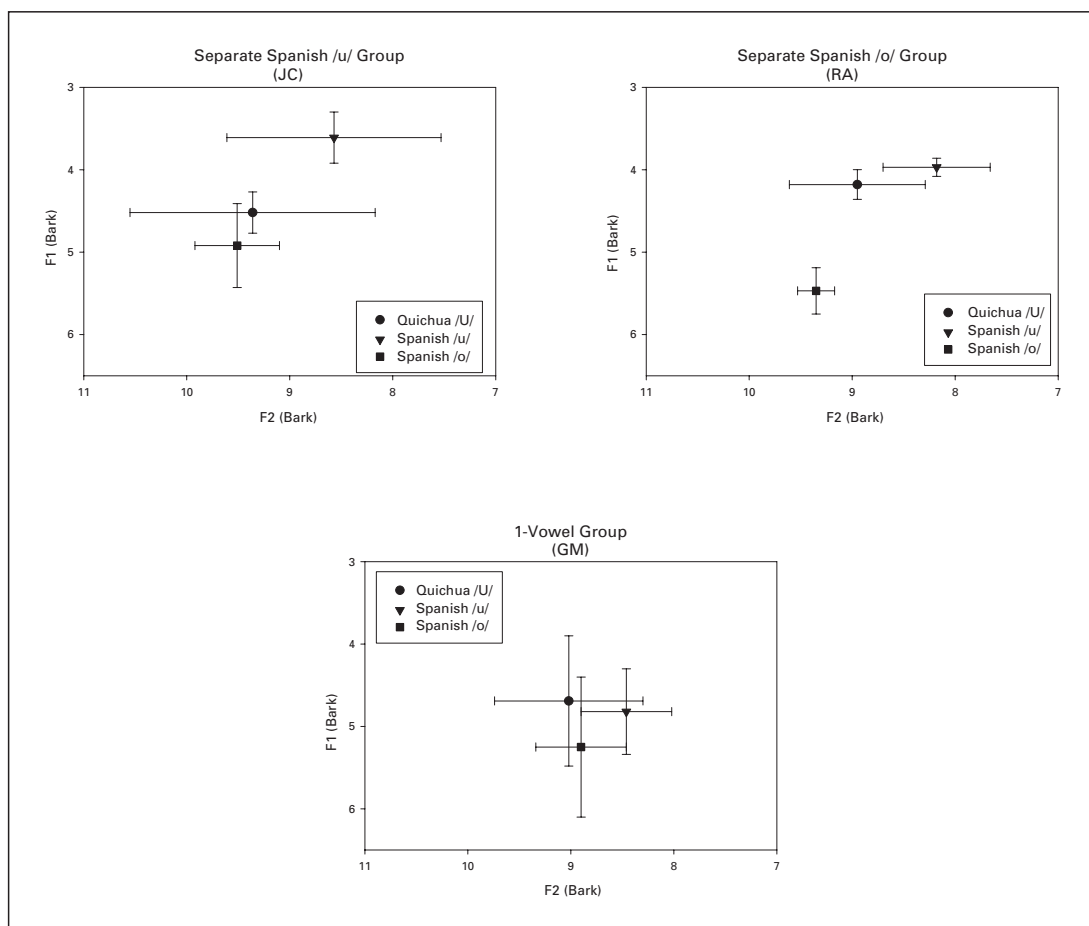 Separate Spanish /u/ Group
(JC)
3
4
5
6
F1 (Bark)
11 10 9 8 7
F2 (Bark)
Quichua /U/
Spanish /u/
Spanish /o/
Separate Spanish /o/ Group
(RA)
3
4
5
6
F1 (Bark)
11 10 9 8 7
F2 (Bark)
Quichua /U/
Spanish /u/
Spanish /o/
1-Vowel Group
(GM)
3
4
5
6
F1 (Bark)
11 10 9 8 7
F2 (Bark)
Quichua /U/
Spanish /u/
Spanish /o/